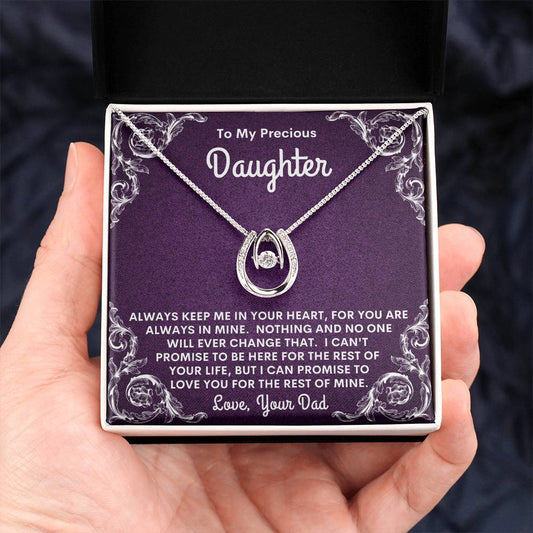 To My Precious
Daughter
ALWAYS KEEP ME IN YOUR HEART, FOR YOU ARE
ALWAYS IN MINE.  NOTHING AND NO ONE
WILL EVER CHANGE THAT.  I CAN'T
PROMISE TO BE HERE FOR THE REST OF
YOUR LIFE, BUT I CAN PROMISE TO
LOVE YOU FOR THE REST OF MINE.
Love, Your Dad